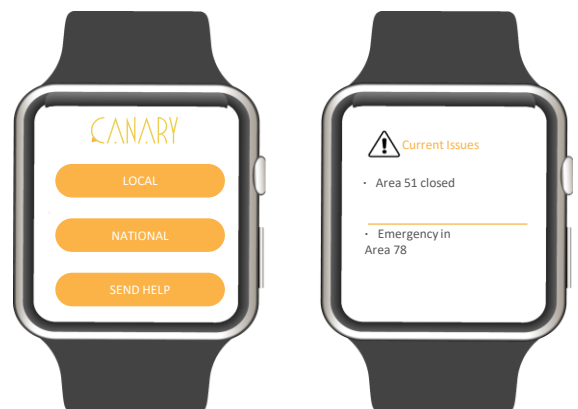 CANARY
LOCAL
NATIONAL
SEND HELP
Current Issues
· Area 51 closed
· Emergency in
Area 78